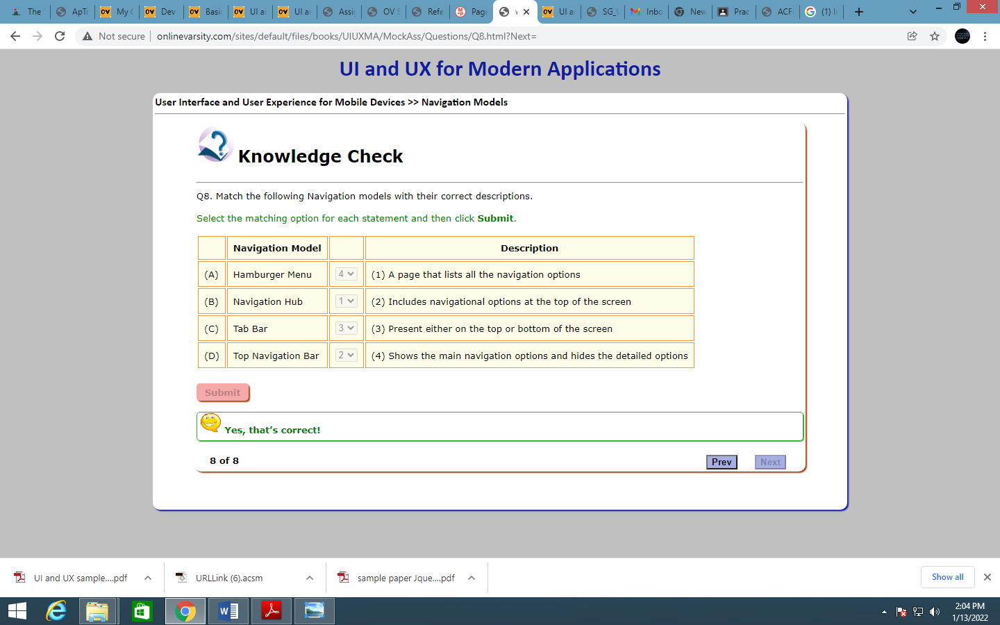 The
ApTr
My C
Dev
Basi
UI ar
UI ar
Assig
OV S
Refe
Page
UI ar
SG_U
Inbo
New
Prac
ACF
Not secure
onlinevarsity.com/sites/default/files/books/UIUXMA/MockAss/Questions/Q8.html?Next=
UI and UX for Modern Applications
User Interface and User Experience for Mobile Devices >> Navigation Models
Knowledge Check
Q8. Match the following Navigation models with their correct descriptions.
Select the matching option for each statement and then click Submit.
Navigation Model Description
(A) Hamburger Menu 4 (1) A page that lists all the navigation options
(B) Navigation Hub 1 (2) Includes navigational options at the top of the screen
(C) Tab Bar 3 (3) Present either on the top or bottom of the screen
(D) Top Navigation Bar 2 (4) Shows the main navigation options and hides the detailed options
Submit
Yes, that’s correct!
8 of 8
Prev
Next
UI and UX sample....pdf
URLLink (6).acsm
sample paper Jque....pdf
Show all
2:04 PM
1/13/2022